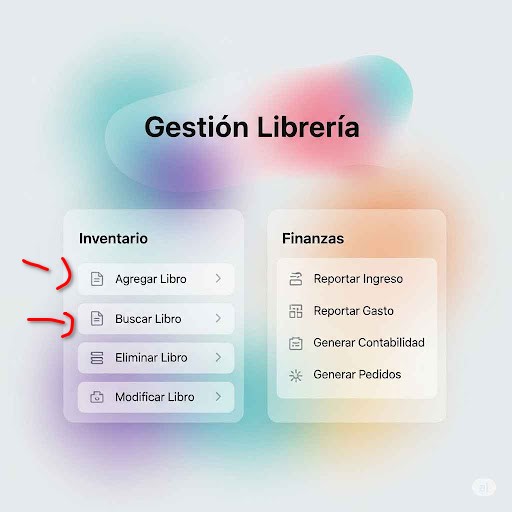 Gestión Librería
Inventario
Agregar Libro
Buscar Libro
Eliminar Libro
Modificar Libro
Finanzas
Reportar Ingreso
Reportar Gasto
Generar Contabilidad
Generar Pedidos